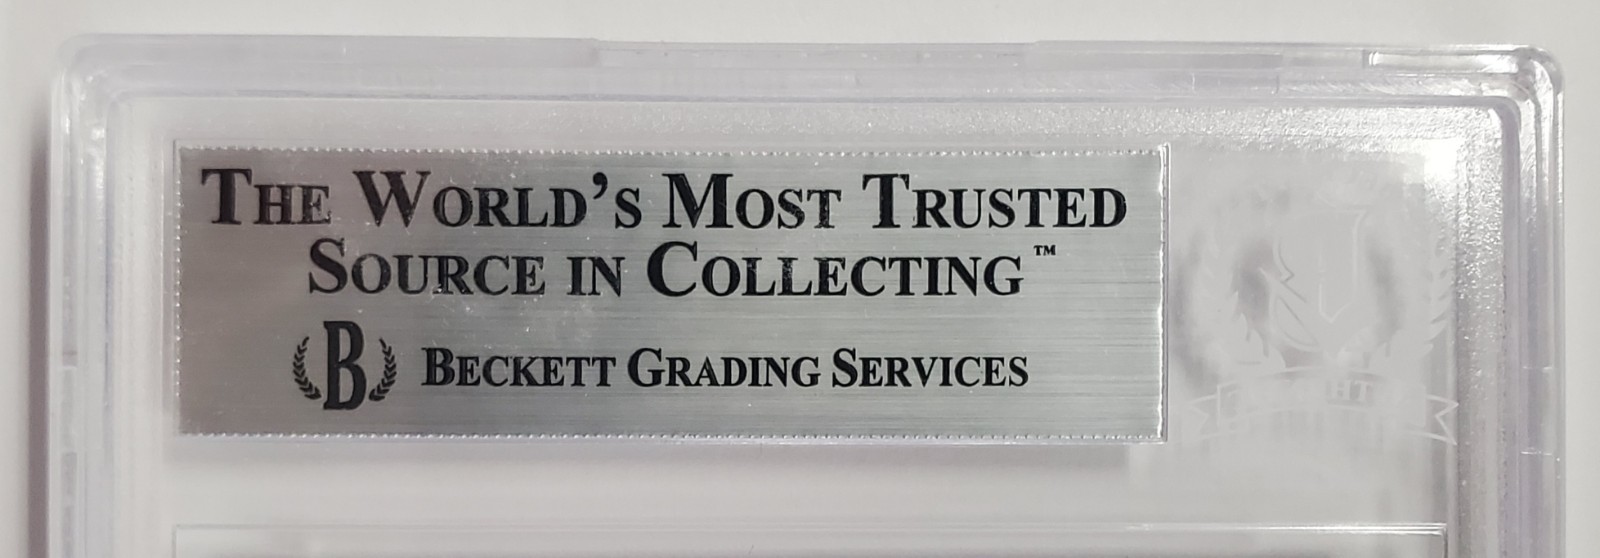 THE WORLD'S MOST TRUSTED
SOURCE IN COLLECTING™
B BECKETT GRADING SERVICES